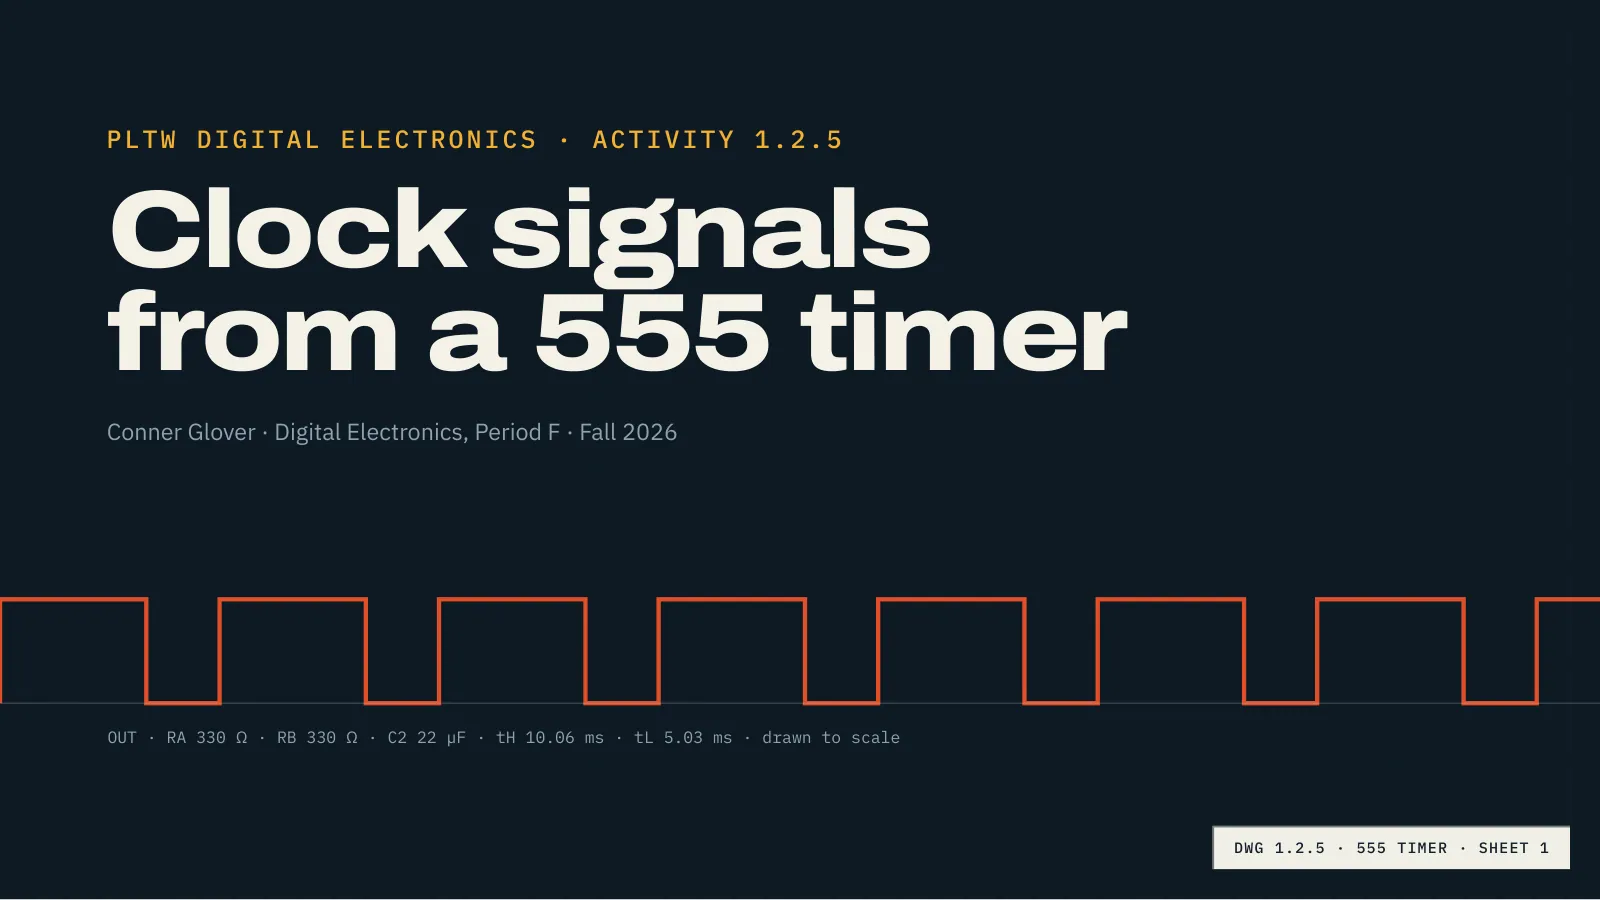 PLTW DIGITAL ELECTRONICS · ACTIVITY 1.2.5
Clock signals
from a 555 timer
Conner Glover · Digital Electronics, Period F · Fall 2026
OUT · RA 330 Ω · RB 330 Ω · C2 22 µF · tH 10.06 ms · tL 5.03 ms · drawn to scale
DWG 1.2.5 · 555 TIMER · SHEET 1